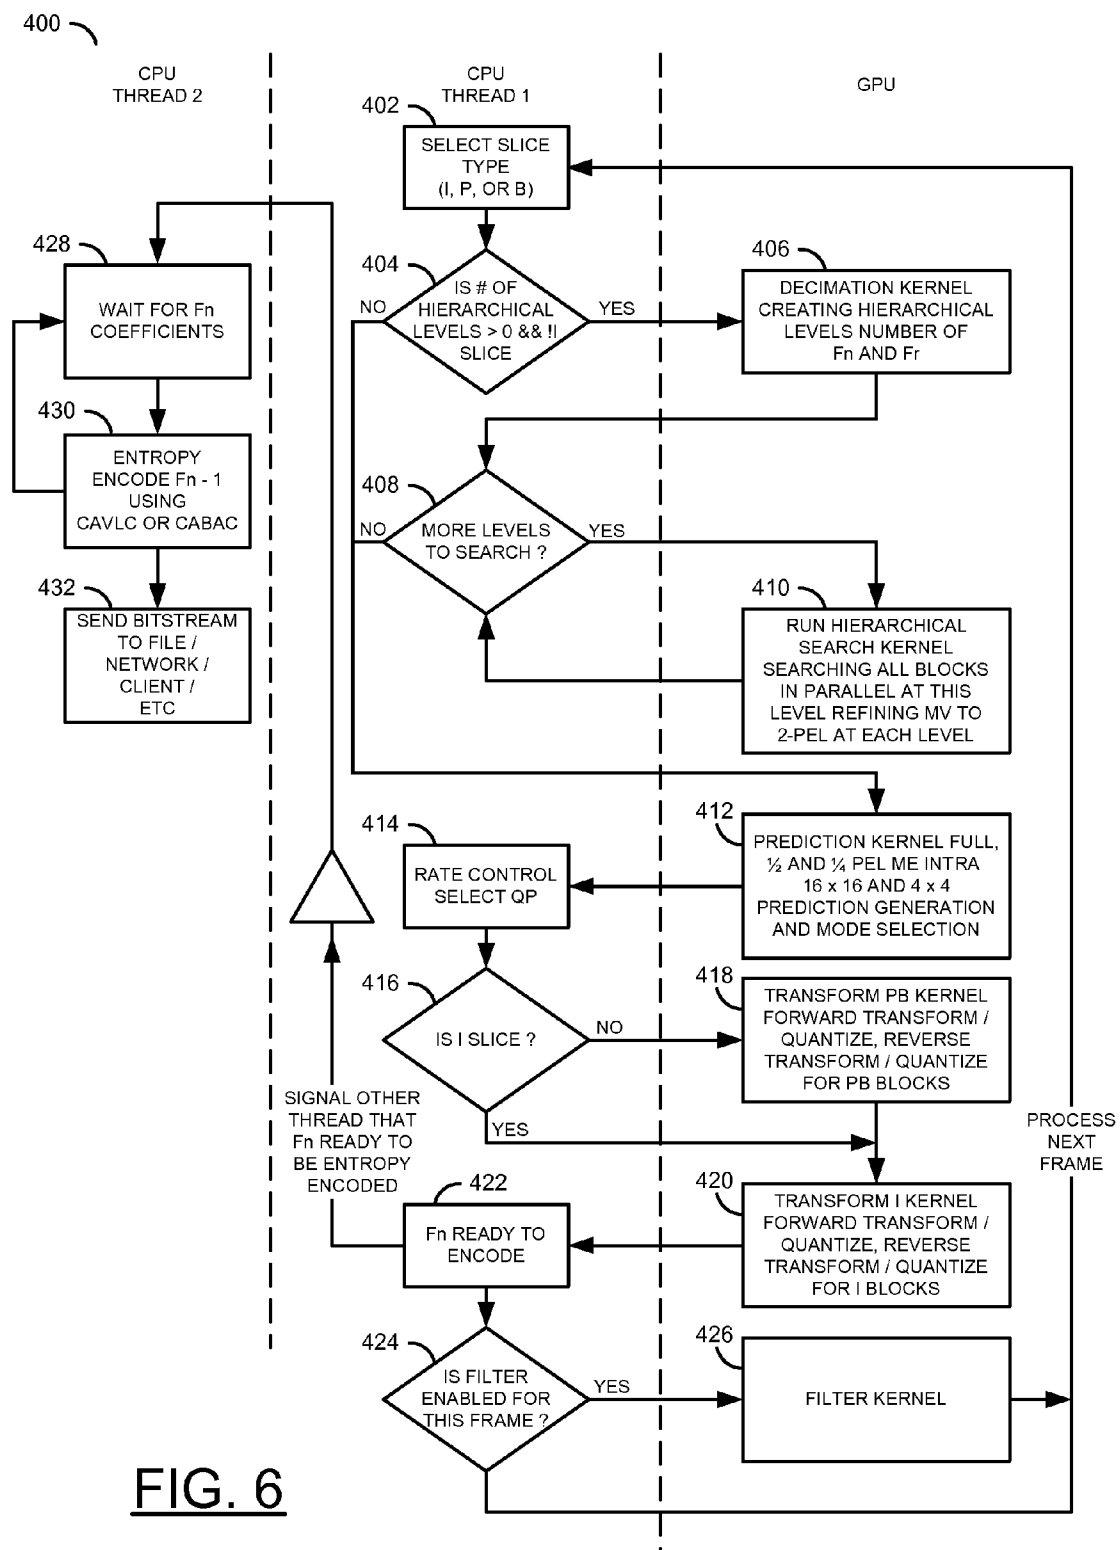 400
CPU
THREAD 2
CPU
THREAD 1
GPU
402
SELECT SLICE
TYPE
(I, P, OR B)
428
WAIT FOR Fn
COEFFICIENTS
404
IS # OF
HIERARCHICAL
LEVELS > 0 && !I
SLICE
NO
YES
406
DECIMATION KERNEL
CREATING HIERARCHICAL
LEVELS NUMBER OF
Fn AND Fr
430
ENTROPY
ENCODE Fn - 1
USING
CAVLC OR CABAC
408
MORE LEVELS
TO SEARCH ?
NO
YES
432
SEND BITSTREAM
TO FILE /
NETWORK /
CLIENT /
ETC
410
RUN HIERARCHICAL
SEARCH KERNEL
SEARCHING ALL BLOCKS
IN PARALLEL AT THIS
LEVEL REFINING MV TO
2-PEL AT EACH LEVEL
412
PREDICTION KERNEL FULL,
½ AND ¼ PEL ME INTRA
16 x 16 AND 4 x 4
PREDICTION GENERATION
AND MODE SELECTION
414
RATE CONTROL
SELECT QP
416
IS I SLICE ?
NO
YES
418
TRANSFORM PB KERNEL
FORWARD TRANSFORM /
QUANTIZE, REVERSE
TRANSFORM / QUANTIZE
FOR PB BLOCKS
SIGNAL OTHER
THREAD THAT
Fn READY TO
BE ENTROPY
ENCODED
PROCESS
NEXT
FRAME
420
TRANSFORM I KERNEL
FORWARD TRANSFORM /
QUANTIZE, REVERSE
TRANSFORM / QUANTIZE
FOR I BLOCKS
422
Fn READY TO
ENCODE
424
IS FILTER
ENABLED FOR
THIS FRAME ?
YES
426
FILTER KERNEL
FIG. 6